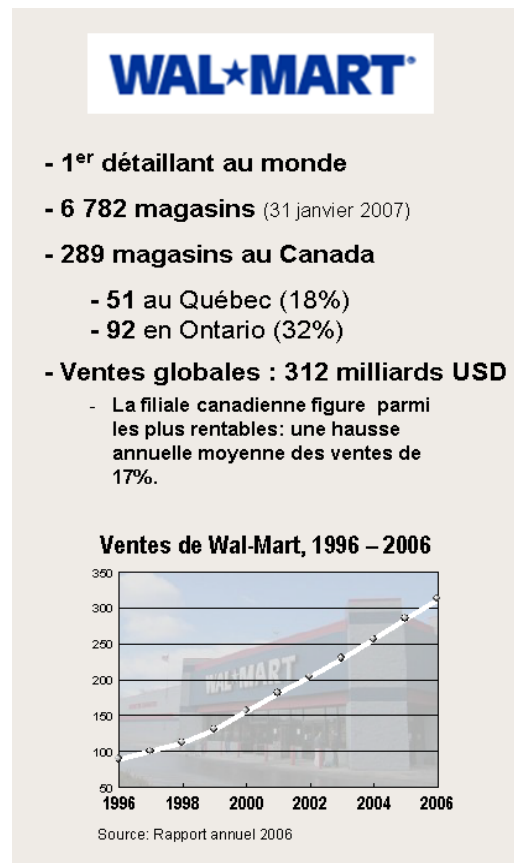 WAL★MART
- 1er détaillant au monde
- 6 782 magasins (31 janvier 2007)
- 289 magasins au Canada
- 51 au Québec (18%)
- 92 en Ontario (32%)
- Ventes globales : 312 milliards USD
- La filiale canadienne figure parmi
les plus rentables: une hausse
annuelle moyenne des ventes de
17%.
Ventes de Wal-Mart, 1996 – 2006
350
300
250
200
150
100
50
WAL★MART
1996 1998 2000 2002 2004 2006
Source: Rapport annuel 2006